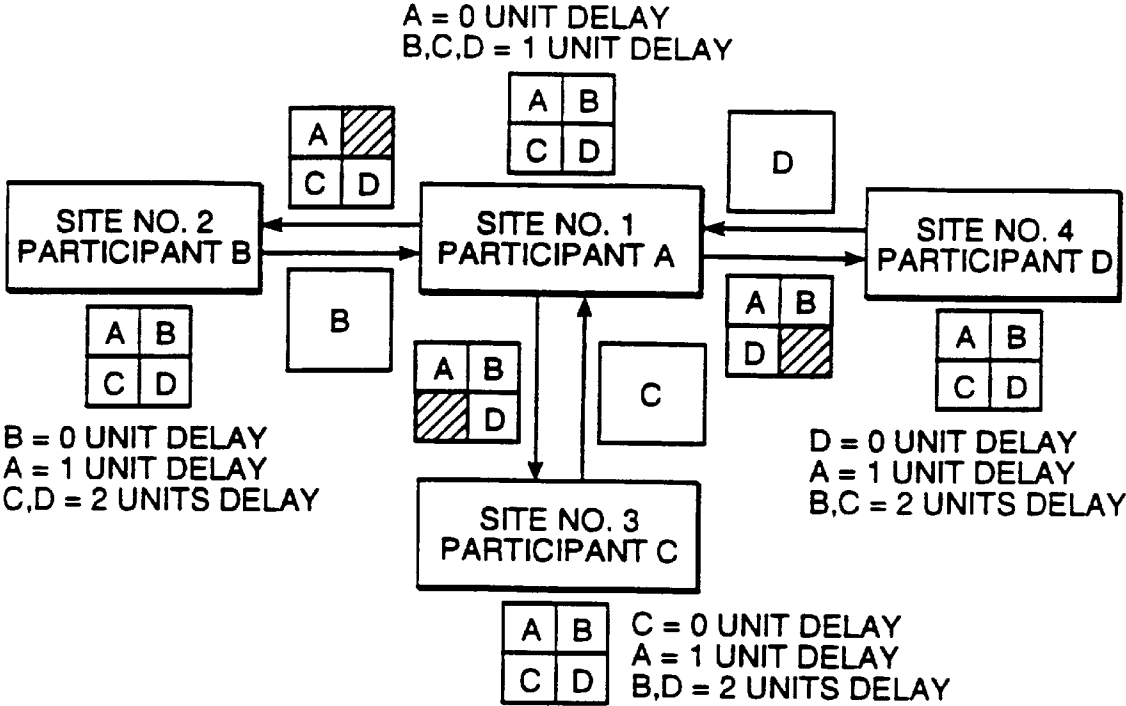 A = 0 UNIT DELAY
B,C,D = 1 UNIT DELAY
A B
C D
A
C D
D
SITE NO. 2
PARTICIPANT B
SITE NO. 1
PARTICIPANT A
SITE NO. 4
PARTICIPANT D
B
A B
D
A B
C D
B = 0 UNIT DELAY
A = 1 UNIT DELAY
C,D = 2 UNITS DELAY
A B
D
C
A B
C D
D = 0 UNIT DELAY
A = 1 UNIT DELAY
B,C = 2 UNITS DELAY
SITE NO. 3
PARTICIPANT C
A B
C D
C = 0 UNIT DELAY
A = 1 UNIT DELAY
B,D = 2 UNITS DELAY